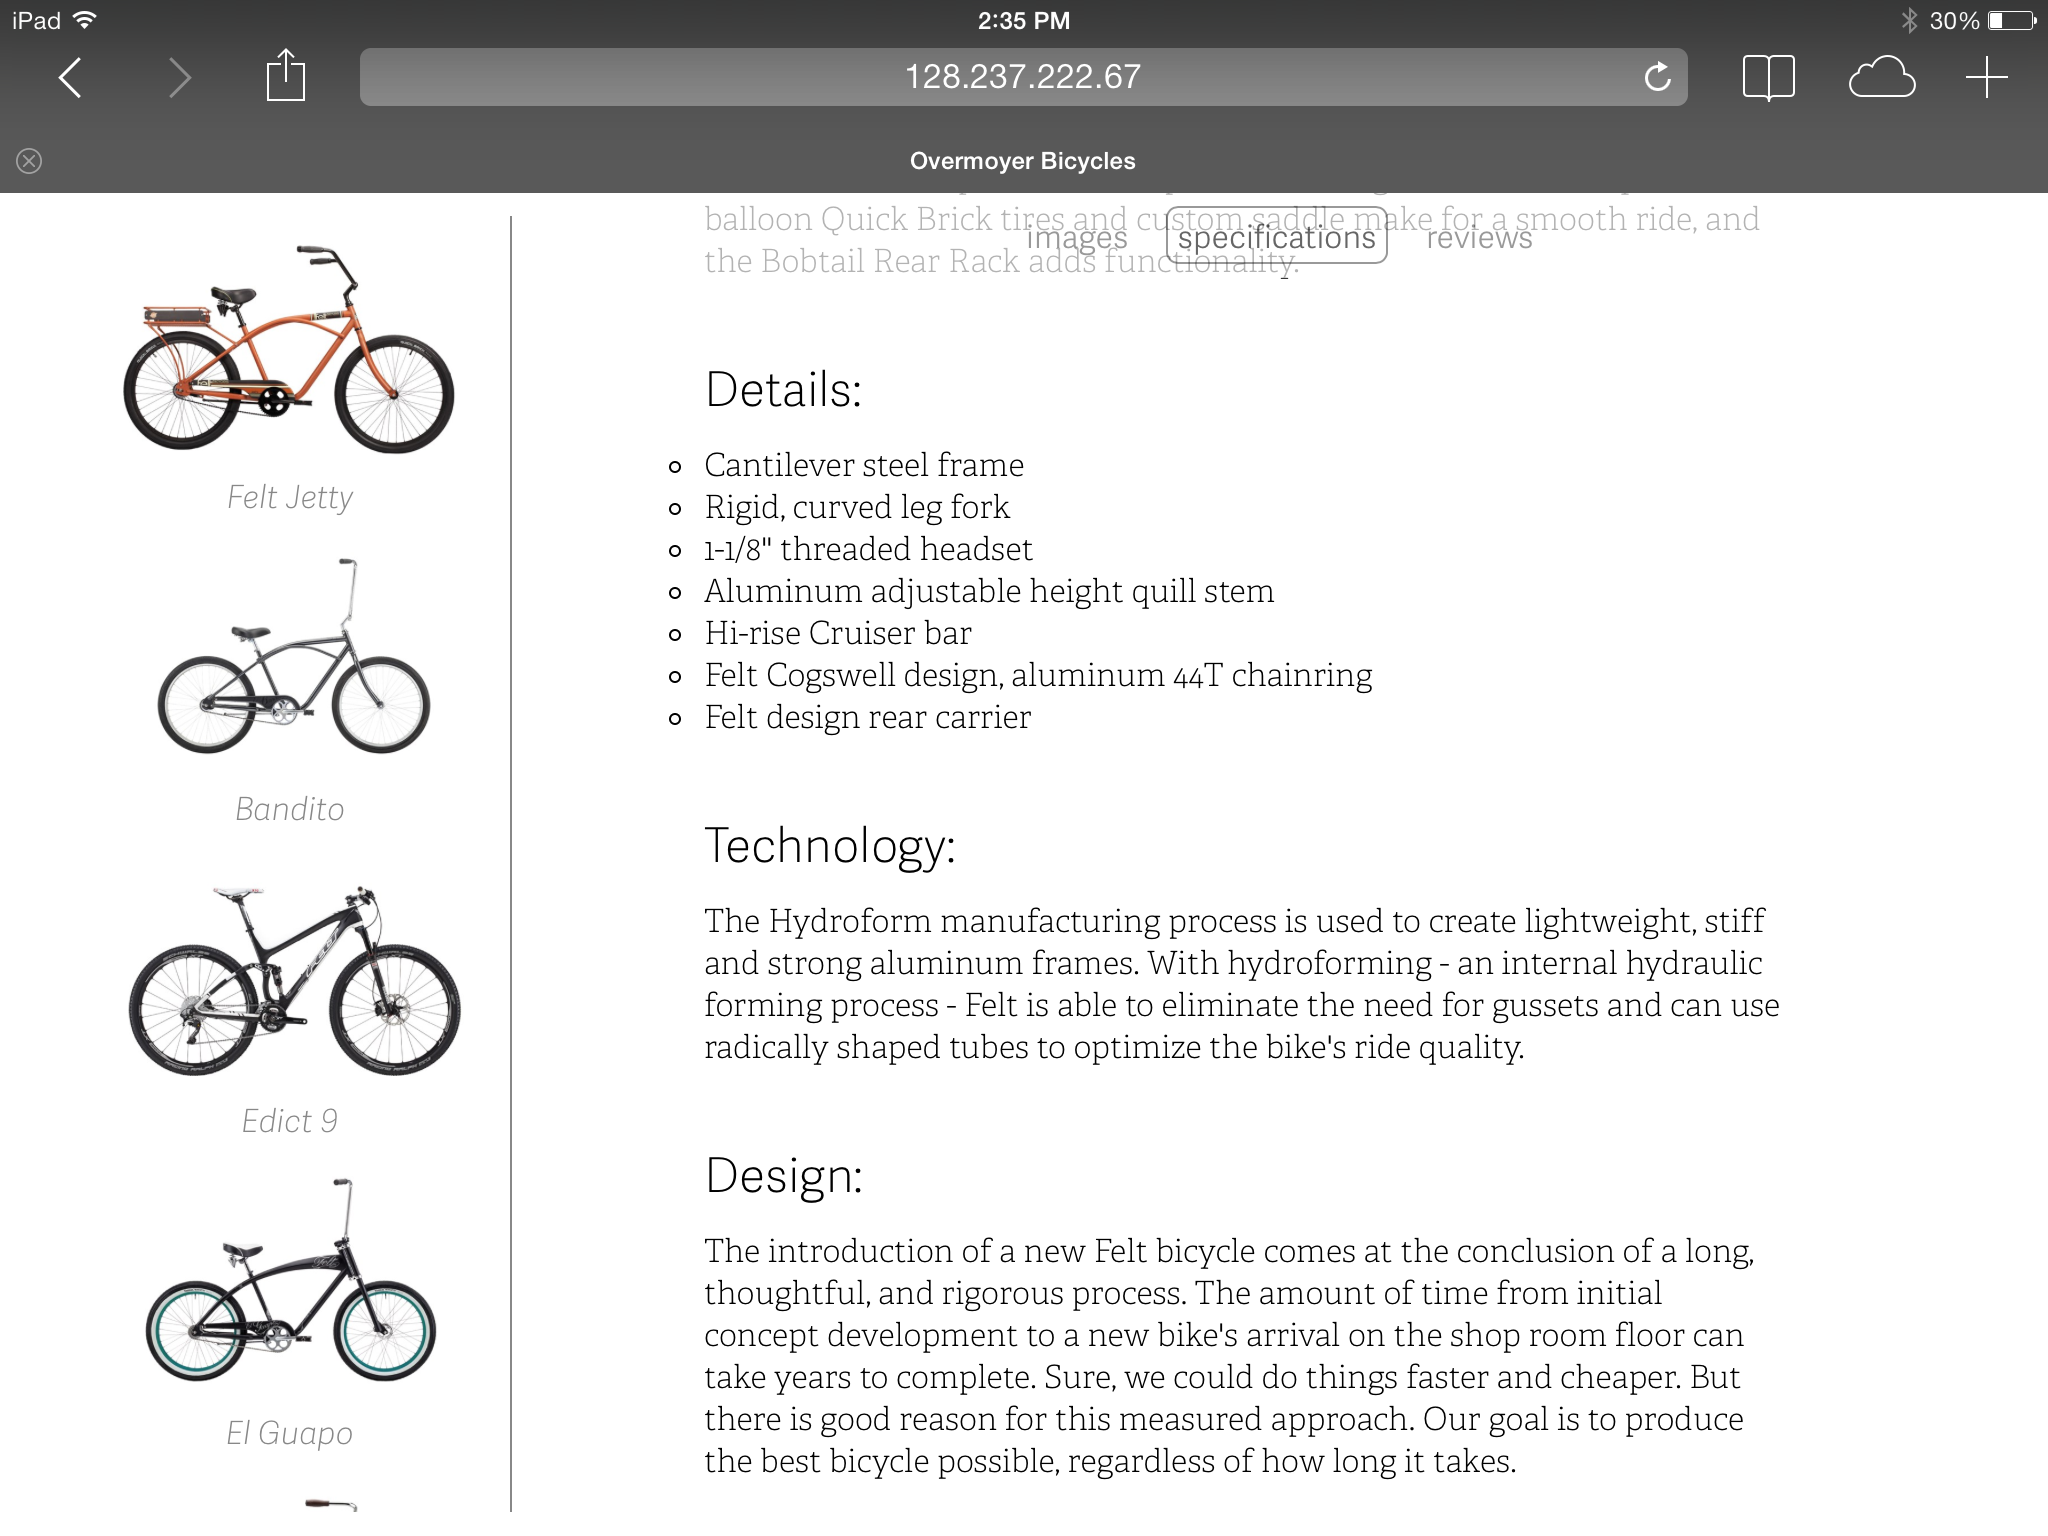 iPad
2:35 PM
30%
128.237.222.67
Overmoyer Bicycles
balloon Quick Brick tires and custom saddle make for a smooth ride, and
images specifications reviews
the Bobtail Rear Rack adds functionality.
Felt Jetty
Bandito
Edict 9
El Guapo
Details:
Cantilever steel frame
Rigid, curved leg fork
1-1/8" threaded headset
Aluminum adjustable height quill stem
Hi-rise Cruiser bar
Felt Cogswell design, aluminum 44T chainring
Felt design rear carrier
Technology:
The Hydroform manufacturing process is used to create lightweight, stiff
and strong aluminum frames. With hydroforming - an internal hydraulic
forming process - Felt is able to eliminate the need for gussets and can use
radically shaped tubes to optimize the bike's ride quality.
Design:
The introduction of a new Felt bicycle comes at the conclusion of a long,
thoughtful, and rigorous process. The amount of time from initial
concept development to a new bike's arrival on the shop room floor can
take years to complete. Sure, we could do things faster and cheaper. But
there is good reason for this measured approach. Our goal is to produce
the best bicycle possible, regardless of how long it takes.